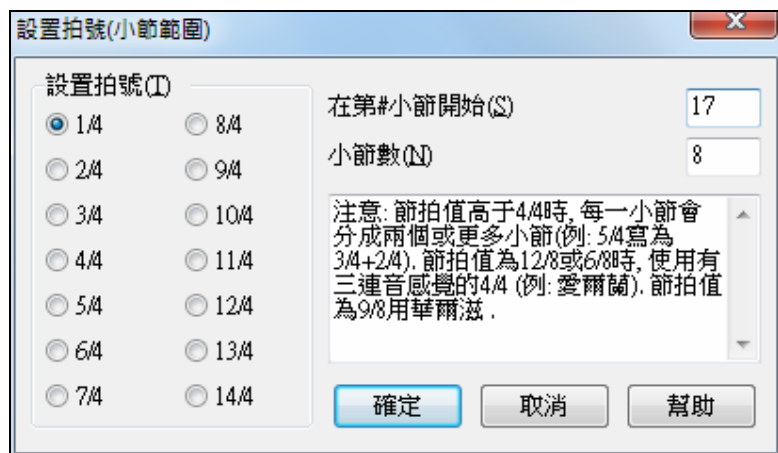 設置拍號(小節範圍)
設置拍號(T)
1/4
2/4
3/4
4/4
5/4
6/4
7/4
8/4
9/4
10/4
11/4
12/4
13/4
14/4
在第#小節開始(S)
17
小節數(N)
8
注意: 節拍值高于4/4時, 每一小節會
分成兩個或更多小節(例: 5/4寫為
3/4+2/4). 節拍值為12/8或6/8時, 使用有
三連音感覺的4/4 (例: 愛爾蘭). 節拍值
為9/8用華爾滋 .
確定
取消
幫助